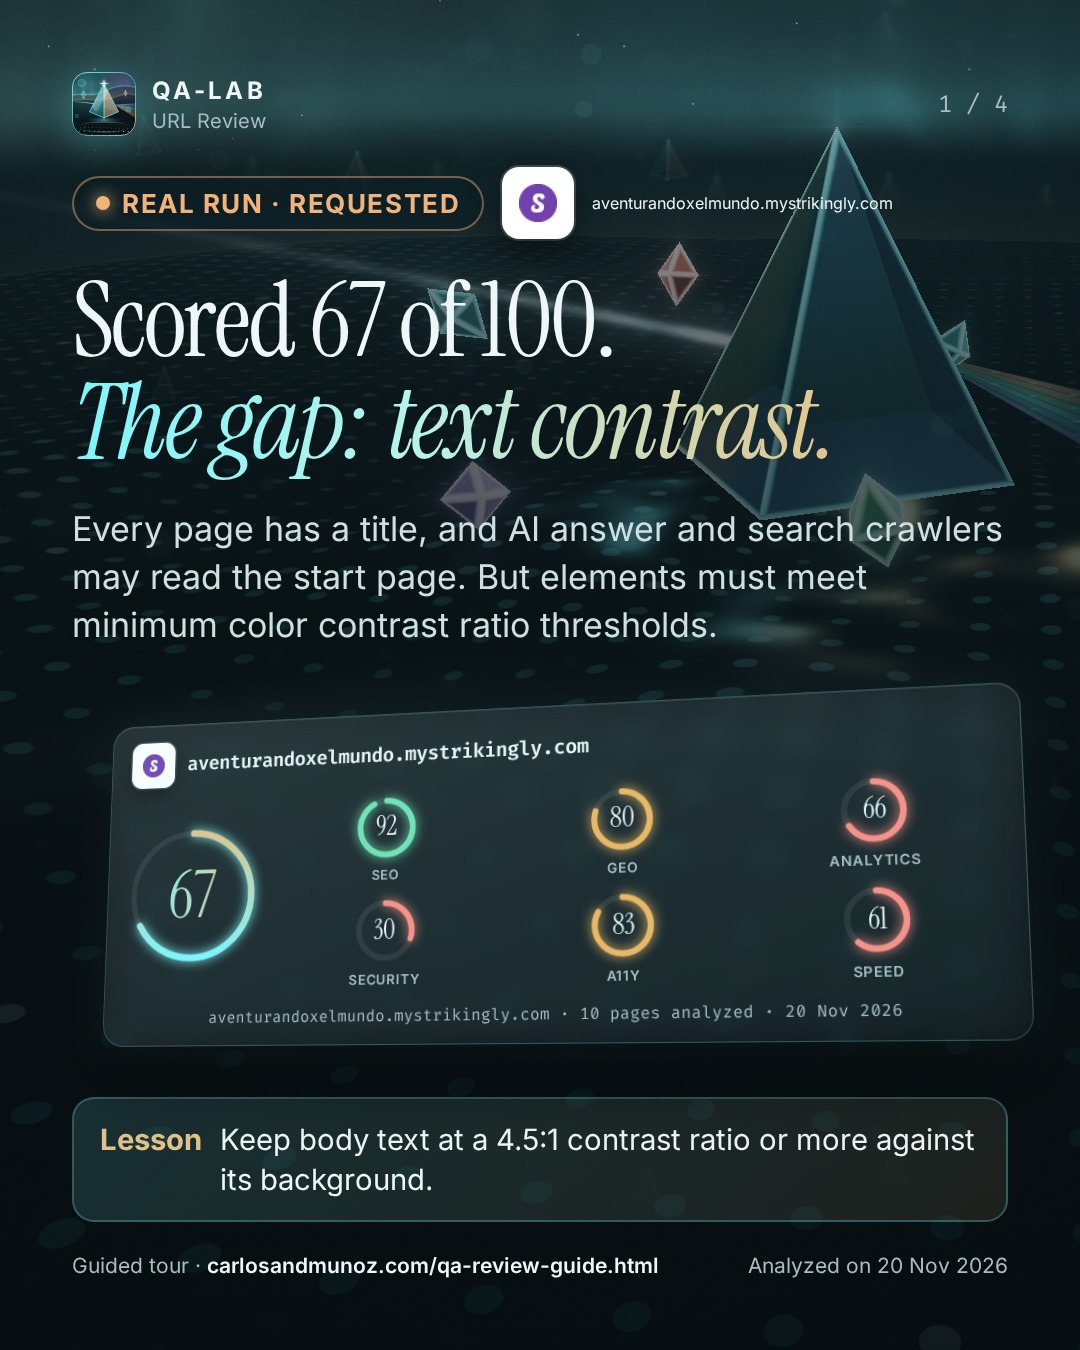 QA-LAB
URL Review
1 / 4
REAL RUN · REQUESTED
S
aventurandoxelmundo.mystrikingly.com
Scored 67 of 100.
The gap: text contrast.
Every page has a title, and AI answer and search crawlers
may read the start page. But elements must meet
minimum color contrast ratio thresholds.
S
aventurandoxelmundo.mystrikingly.com
67
92
SEO
80
GEO
66
ANALYTICS
30
SECURITY
83
A11Y
61
SPEED
aventurandoxelmundo.mystrikingly.com · 10 pages analyzed · 20 Nov 2026
Lesson Keep body text at a 4.5:1 contrast ratio or more against
its background.
Guided tour · carlosandmunoz.com/qa-review-guide.html
Analyzed on 20 Nov 2026